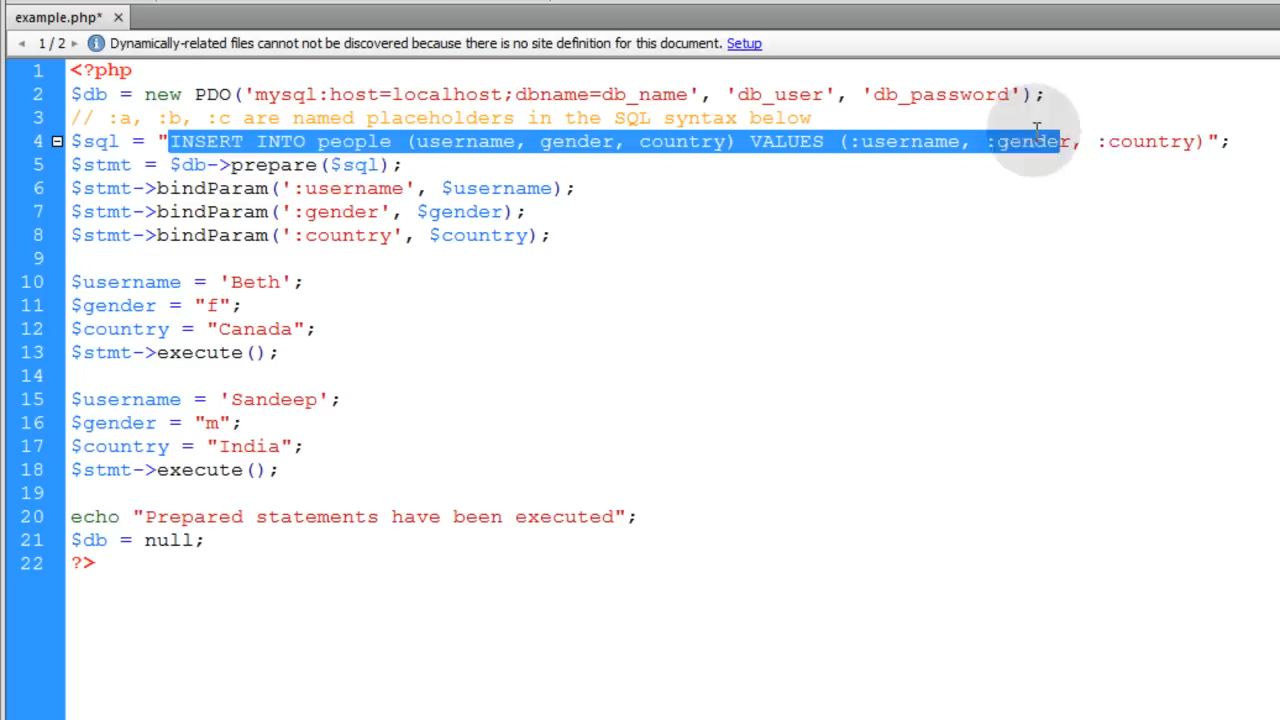 example.php* ×
1 / 2 Dynamically-related files cannot not be discovered because there is no site definition for this document. Setup
1 <?php
2 $db = new PDO('mysql:host=localhost;dbname=db_name', 'db_user', 'db_password');
3 // :a, :b, :c are named placeholders in the SQL syntax below
4 $sql = "INSERT INTO people (username, gender, country) VALUES (:username, :gender, :country)";
5 $stmt = $db->prepare($sql);
6 $stmt->bindParam(':username', $username);
7 $stmt->bindParam(':gender', $gender);
8 $stmt->bindParam(':country', $country);
9
10 $username = 'Beth';
11 $gender = "f";
12 $country = "Canada";
13 $stmt->execute();
14
15 $username = 'Sandeep';
16 $gender = "m";
17 $country = "India";
18 $stmt->execute();
19
20 echo "Prepared statements have been executed";
21 $db = null;
22 ?>